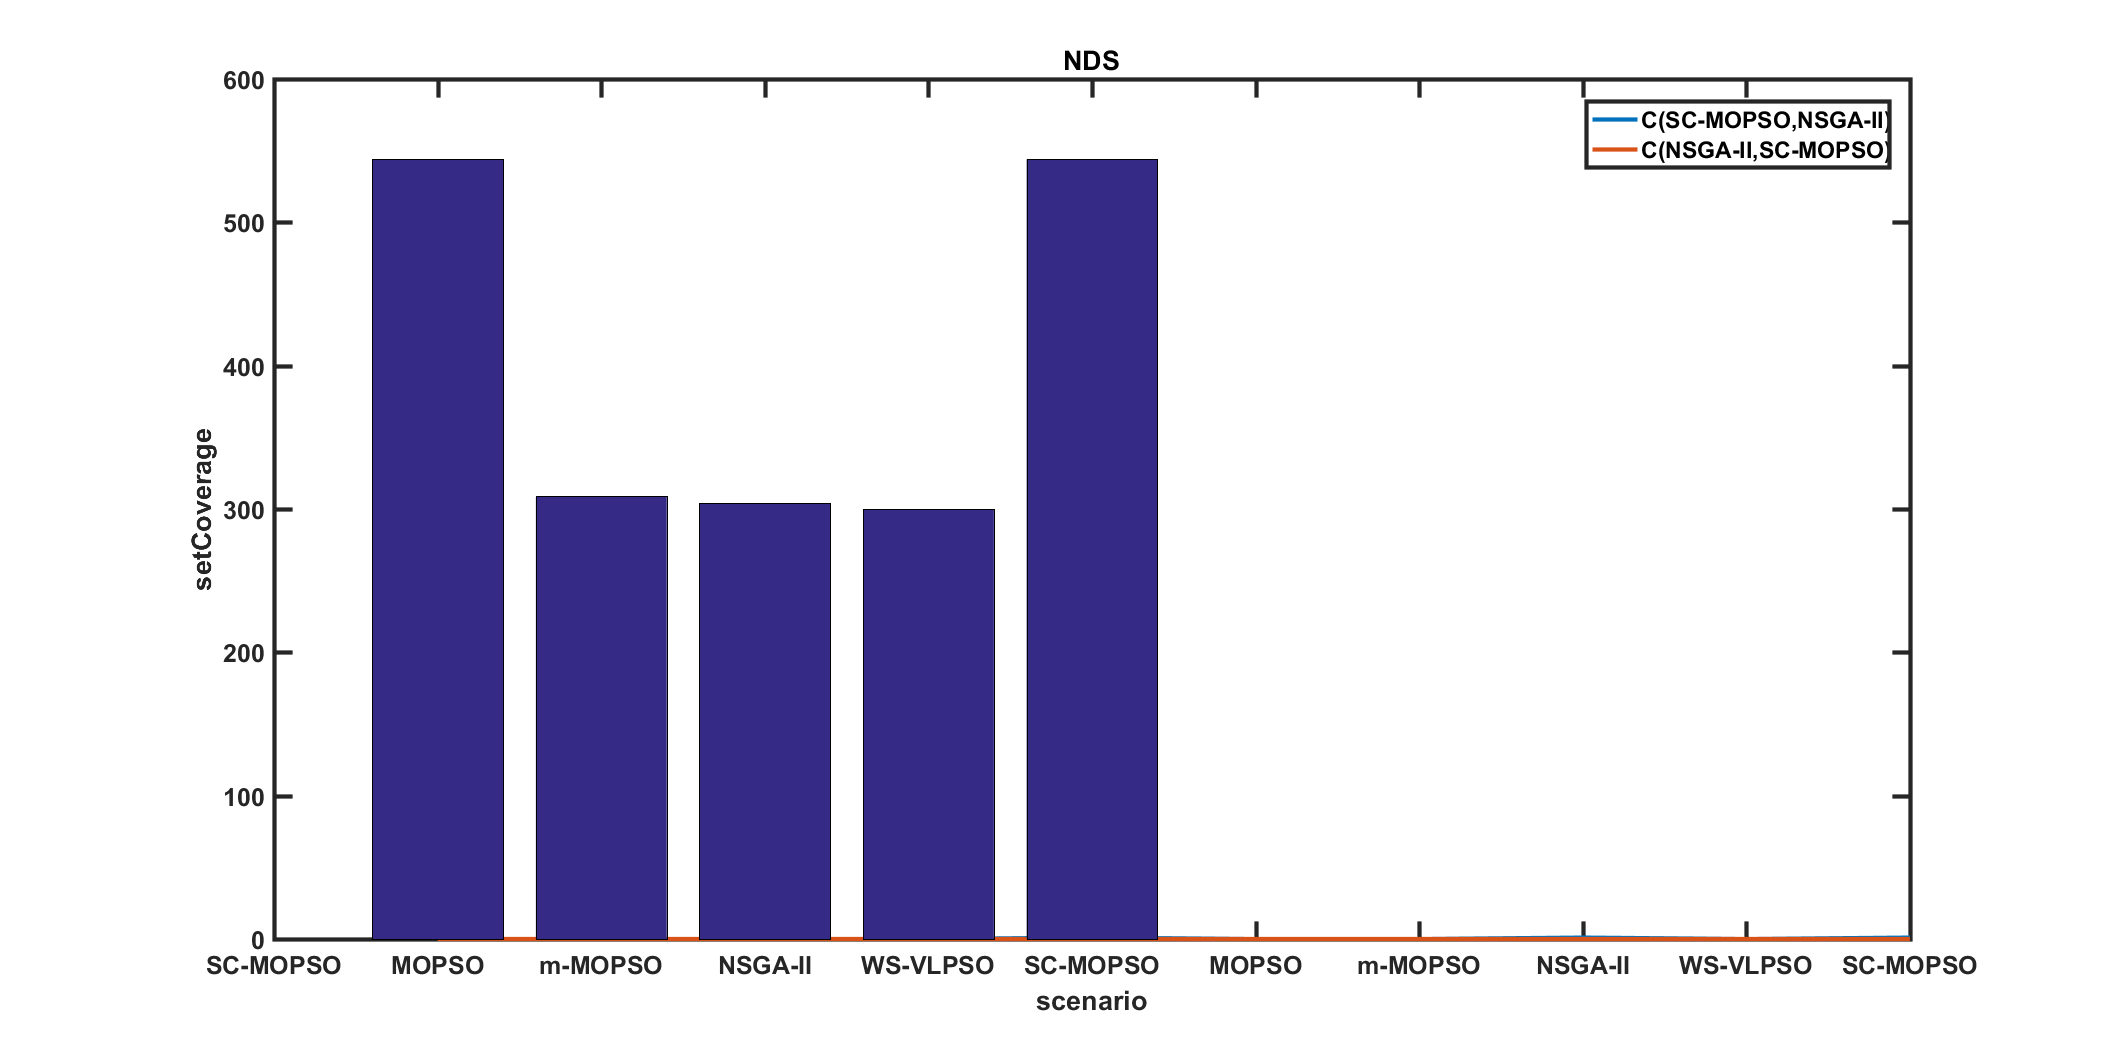 NDS
600
500
400
300
200
100
0
setCoverage
C(SC-MOPSO,NSGA-II)
C(NSGA-II,SC-MOPSO)
SC-MOPSO MOPSO m-MOPSO NSGA-II WS-VLPSO SC-MOPSO MOPSO m-MOPSO NSGA-II WS-VLPSO SC-MOPSO
scenario